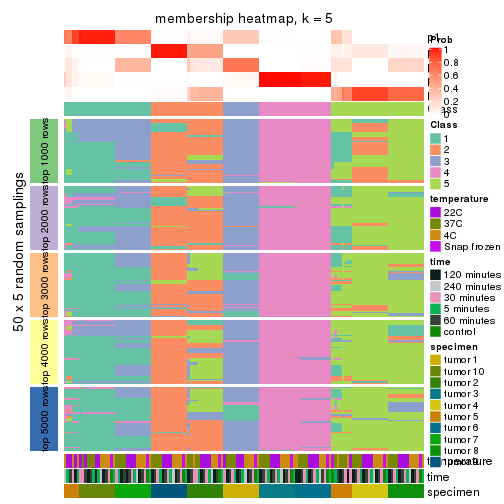 membership heatmap, k = 5
Prob
1
0.8
0.6
0.4
0.2
0
Class
1
2
3
4
5
temperature
22C
37C
4C
Snap frozen
time
120 minutes
240 minutes
30 minutes
5 minutes
60 minutes
control
specimen
tumor 1
tumor 10
tumor 2
tumor 3
tumor 4
tumor 5
tumor 6
tumor 7
tumor 8
p1
50 x 5 random samplings
top 1000 rows
top 2000 rows
top 3000 rows
top 4000 rows
top 5000 rows
temperature
time
specimen